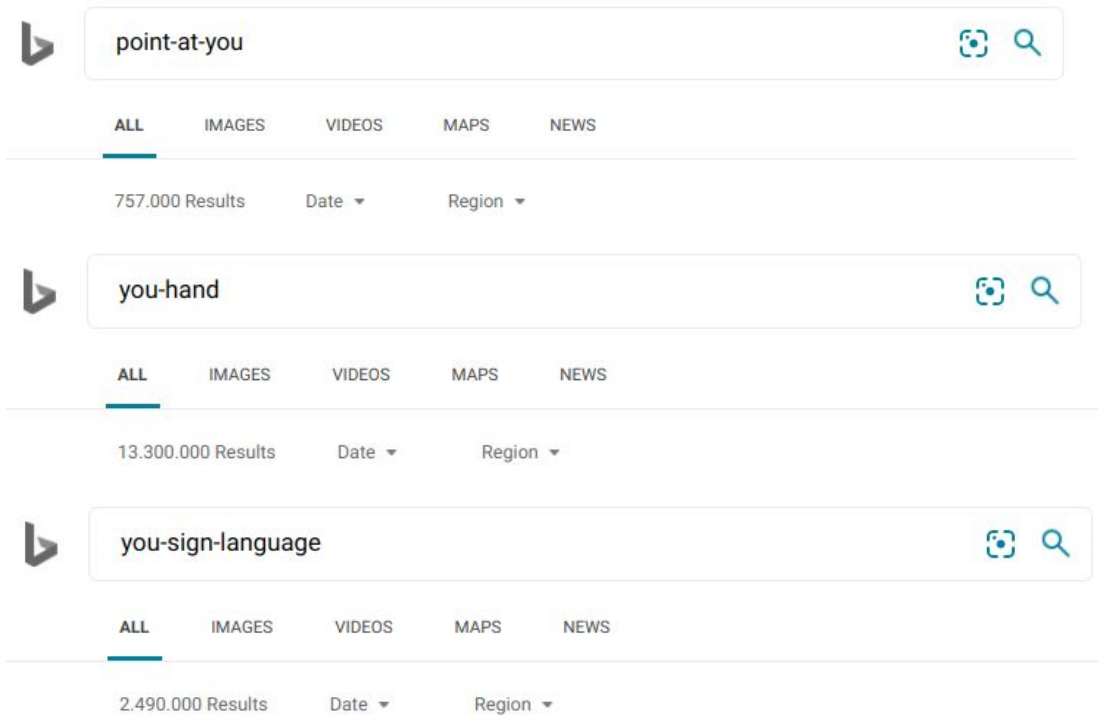 point-at-you
ALL IMAGES VIDEOS MAPS NEWS
757.000 Results Date Region
you-hand
ALL IMAGES VIDEOS MAPS NEWS
13.300.000 Results Date Region
you-sign-language
ALL IMAGES VIDEOS MAPS NEWS
2.490.000 Results Date Region